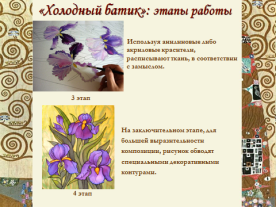 «Холодный батик»: этапы работы
Используя анилиновые либо
акриловые красители,
расписывают ткань, в соответствии
с замыслом.
3 этап
На заключительном этапе, для
большей выразительности
композиции, рисунок обводят
специальными декоративными
контурами.
4 этап